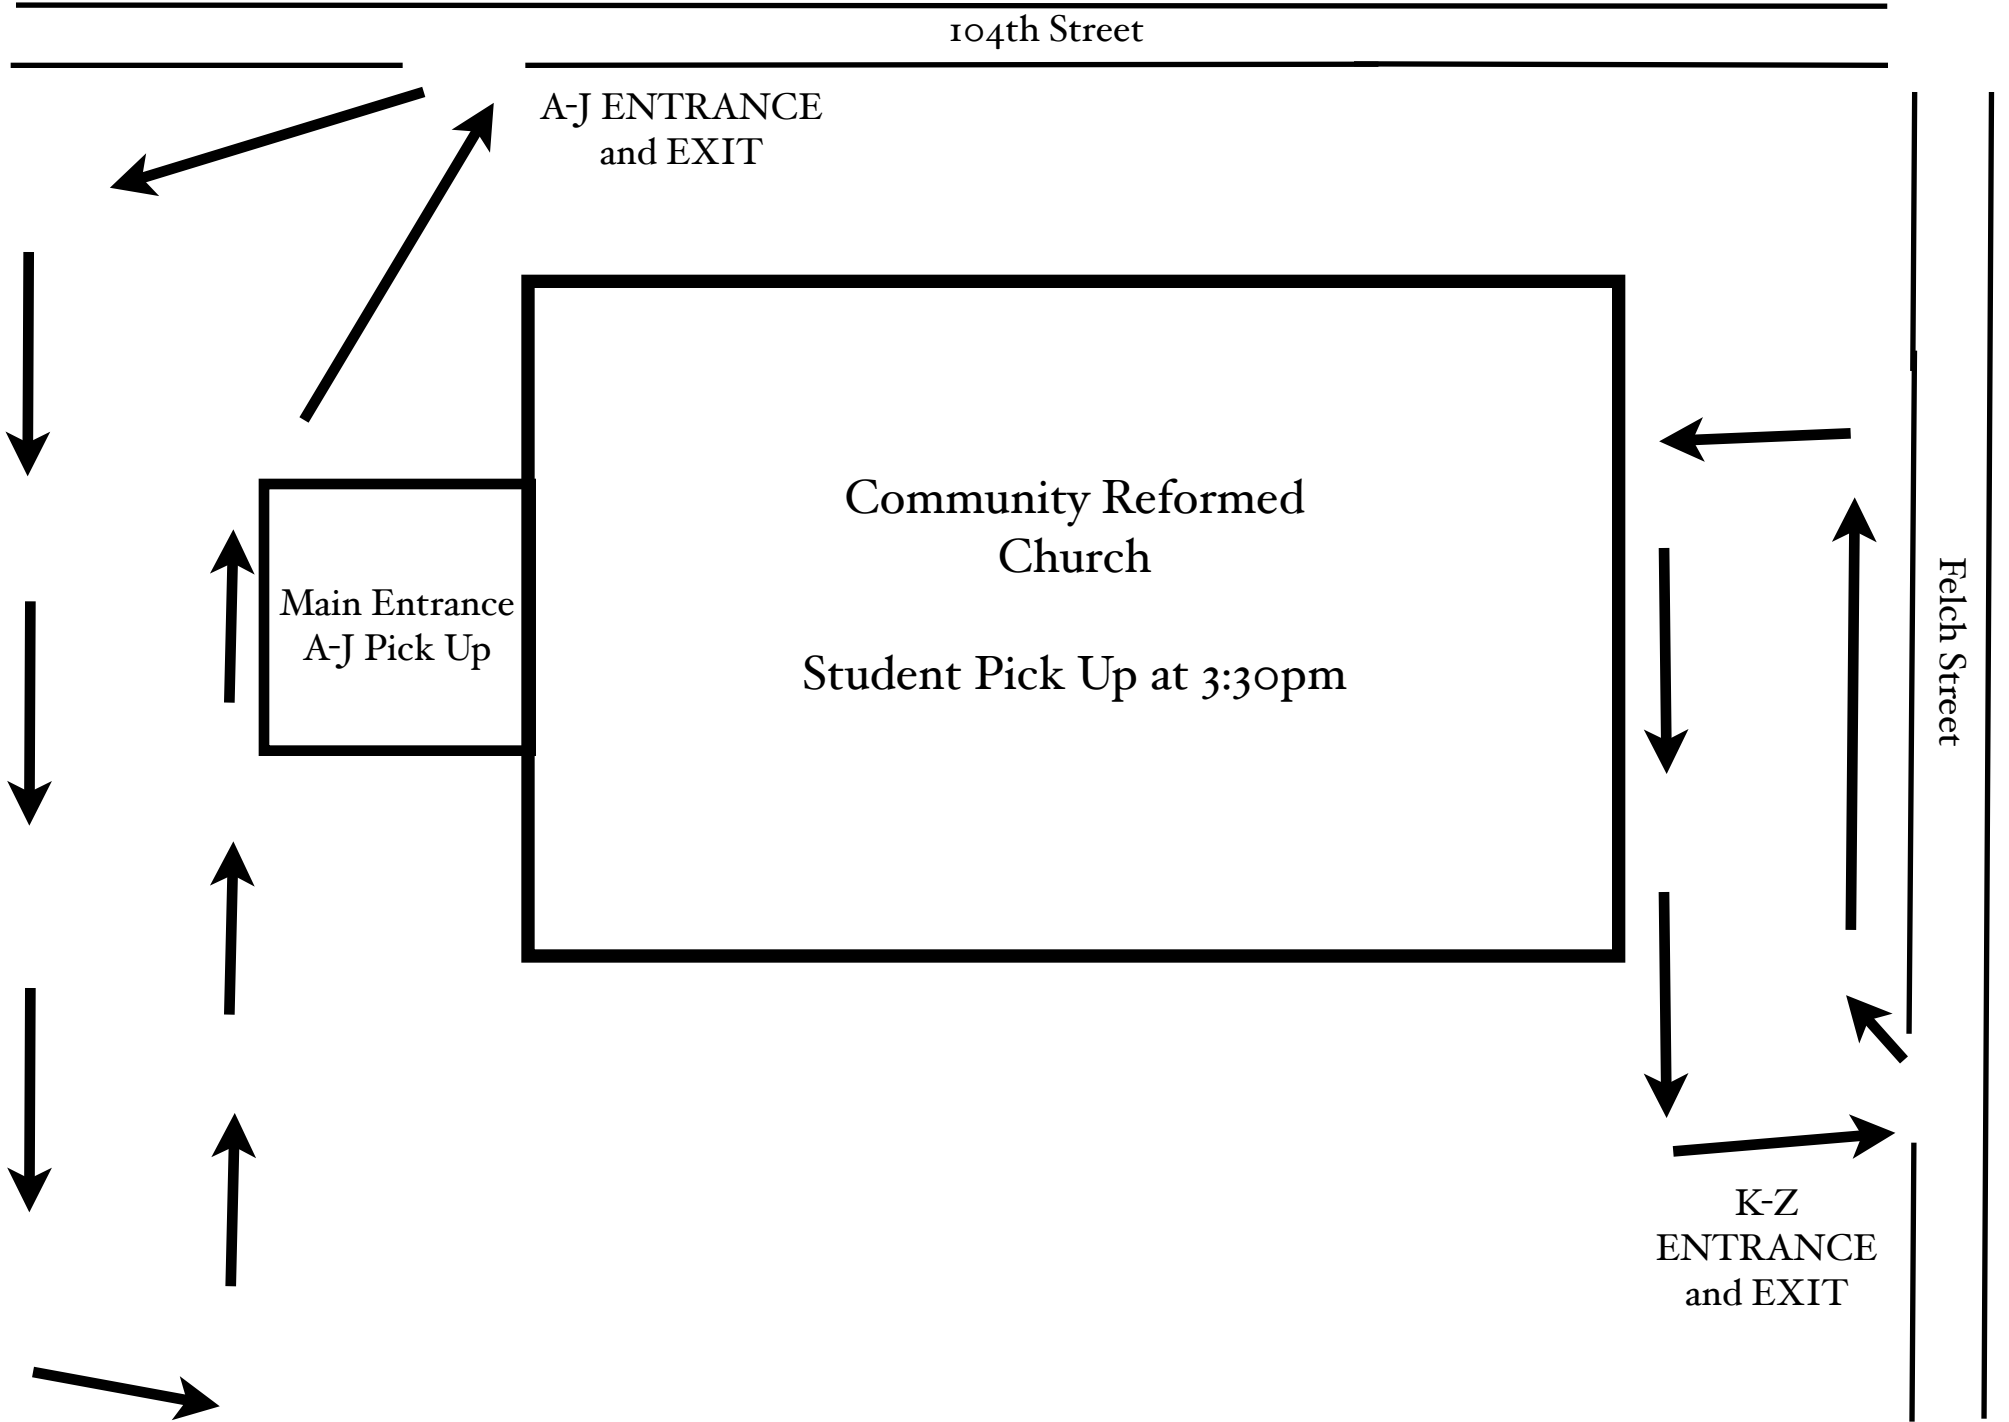 104th Street
A-J ENTRANCE
and EXIT
Community Reformed
Church
Student Pick Up at 3:30pm
Main Entrance
A-J Pick Up
Felch Street
K-Z
ENTRANCE
and EXIT